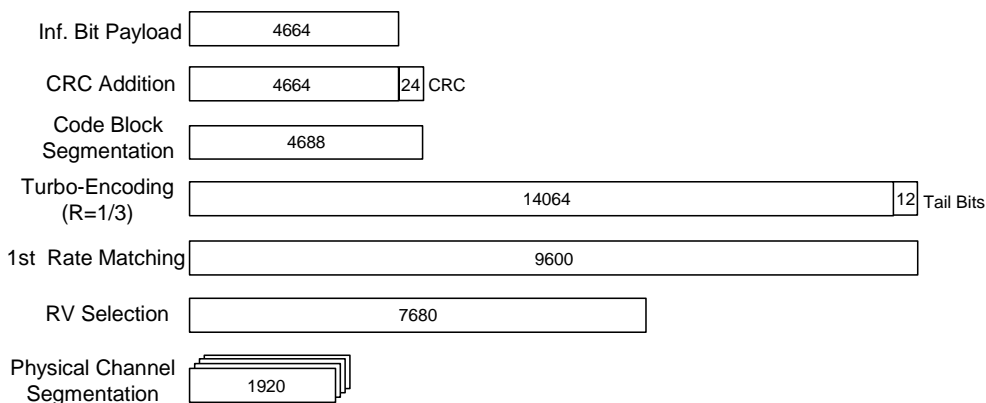 Inf. Bit Payload 4664
CRC Addition 4664 24 CRC
Code Block
Segmentation 4688
Turbo-Encoding
(R=1/3) 14064 12 Tail Bits
1st Rate Matching 9600
RV Selection 7680
Physical Channel
Segmentation 1920